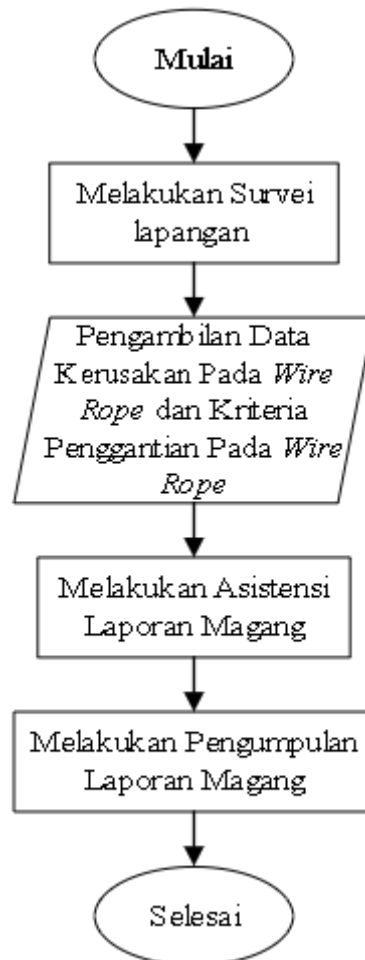 Mulai
Melakukan Survei
lapangan
Pengambilan Data
Kerusakan Pada Wire
Rope dan Kriteria
Penggantian Pada Wire
Rope
Melakukan Asistensi
Laporan Magang
Melakukan Pengumpulan
Laporan Magang
Selesai